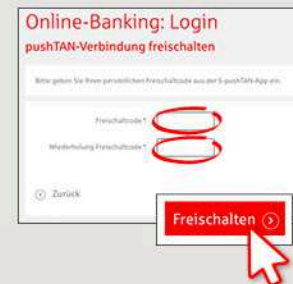 Online-Banking: Login
pushTAN-Verbindung freischalten
Bitte geben Sie Ihren persönlichen Freischaltcode aus der S-pushTAN-App ein.
Freischaltcode *
Wiederholung Freischaltcode *
Zurück
Freischalten